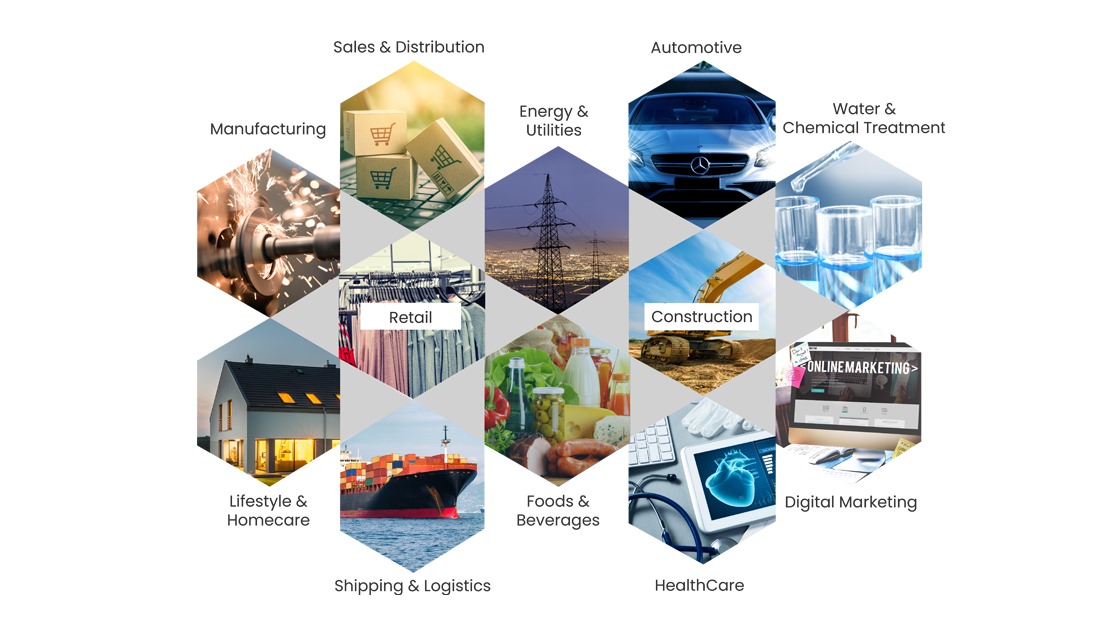 Sales & Distribution
Automotive
Energy &
Utilities
Water &
Chemical Treatment
Manufacturing
Retail
Construction
<ONLINE MARKETING>
Lifestyle &
Homecare
Foods &
Beverages
Digital Marketing
Shipping & Logistics
HealthCare